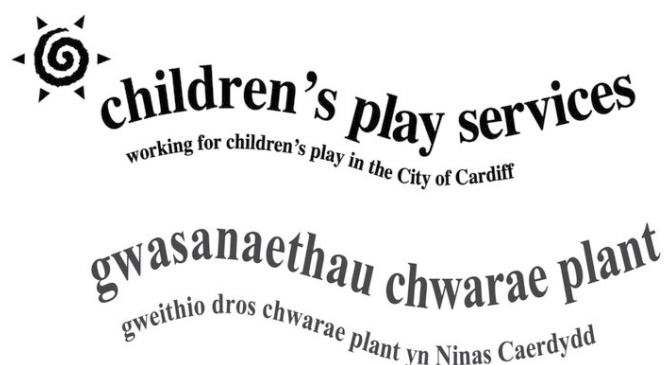 children's play services
working for children's play in the City of Cardiff
gwasanaethau chwarae plant
gweithio dros chwarae plant yn Ninas Caerdydd